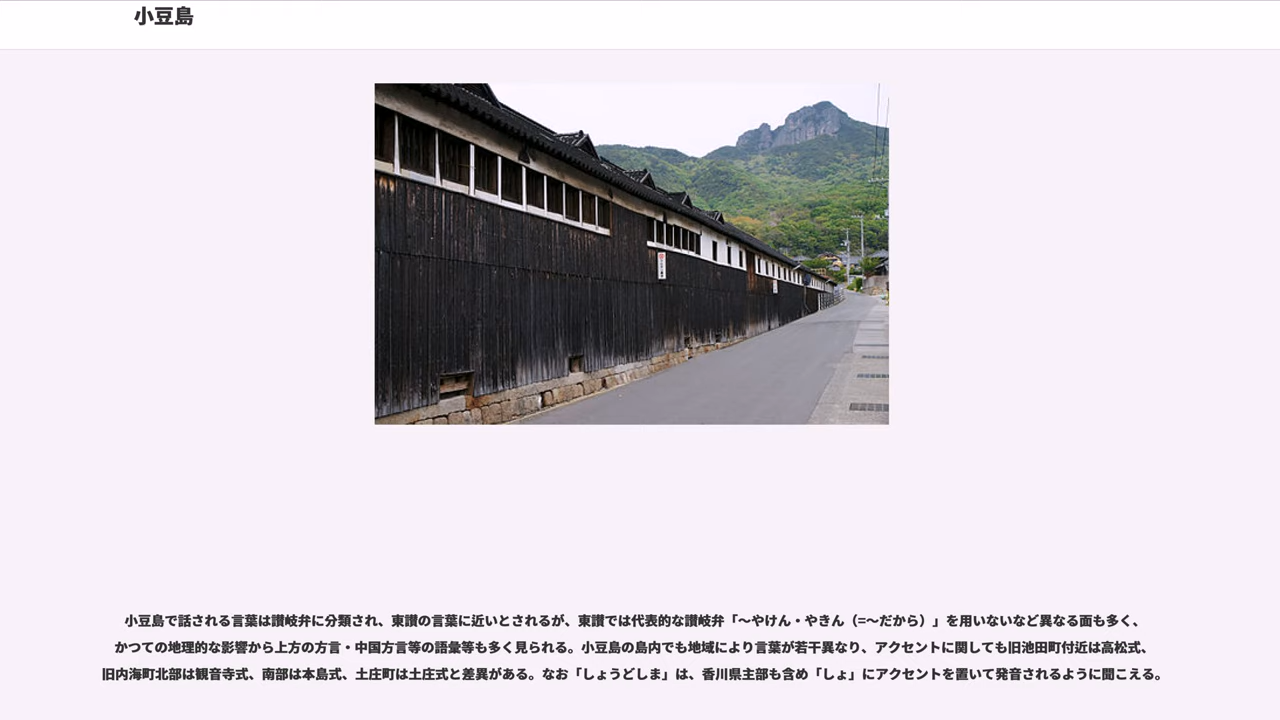 小豆島
小豆島で話される言葉は讃岐弁に分類され、東讃の言葉に近いとされるが、東讃では代表的な讃岐弁「〜やけん・やきん（=〜だから）」を用いないなど異なる面も多く、
かつての地理的な影響から上方の方言・中国方言等の語彙等も多く見られる。小豆島の島内でも地域により言葉が若干異なり、アクセントに関しても旧池田町付近は高松式、
旧内海町北部は観音寺式、南部は本島式、土庄町は土庄式と差異がある。なお「しょうどしま」は、香川県主部も含め「しょ」にアクセントを置いて発音されるように聞こえる。